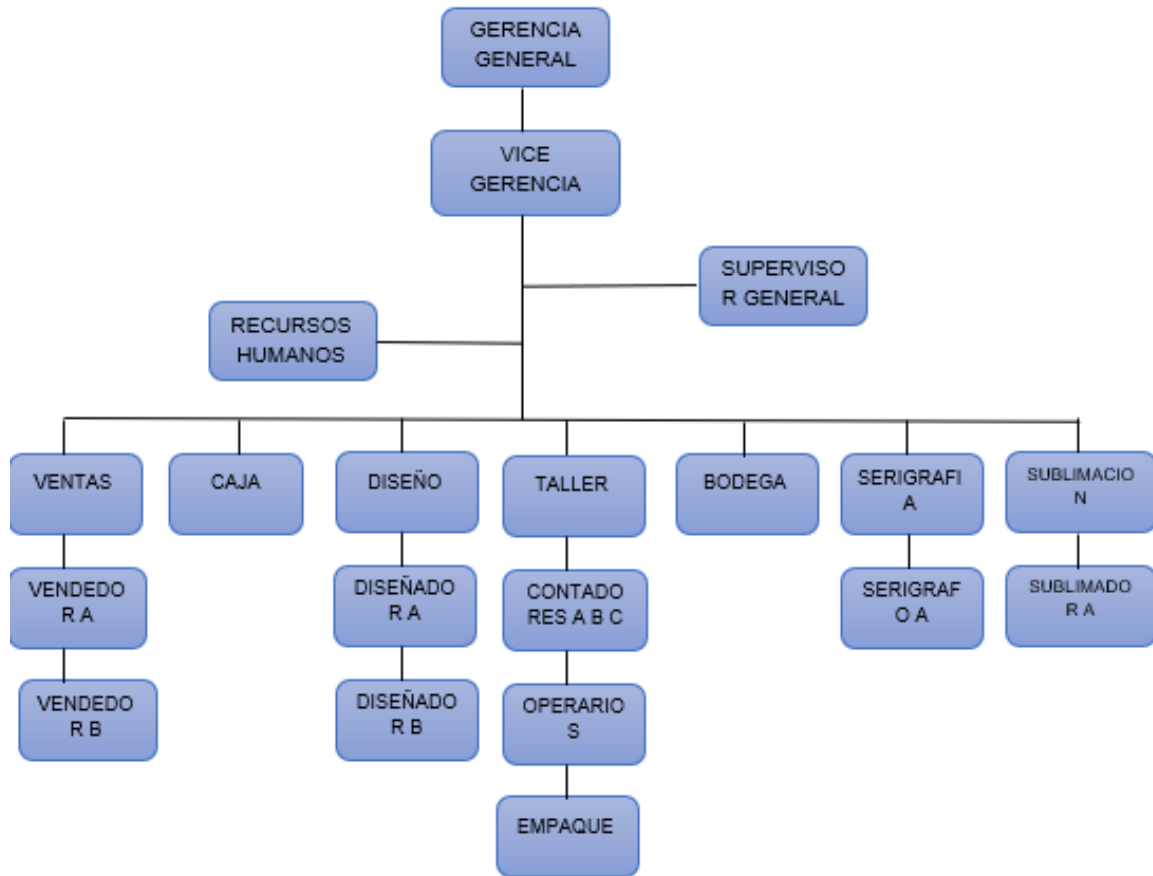 GERENCIA
GENERAL
VICE
GERENCIA
SUPERVISO
R GENERAL
RECURSOS
HUMANOS
VENTAS
CAJA
DISEÑO
TALLER
BODEGA
SERIGRAFI
A
SUBLIMACIO
N
VENDEDO
R A
DISEÑADO
R A
CONTADO
RES A B C
SERIGRAF
O A
SUBLIMADO
R A
VENDEDO
R B
DISEÑADO
R B
OPERARIO
S
EMPAQUE